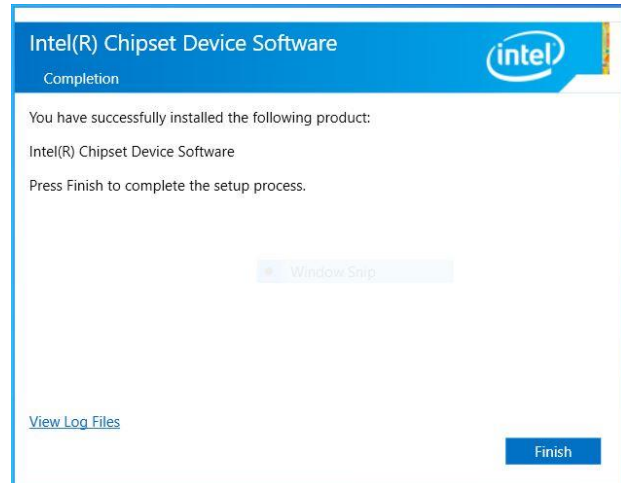 Intel(R) Chipset Device Software
intel
Completion
You have successfully installed the following product:
Intel(R) Chipset Device Software
Press Finish to complete the setup process.
Window Snip
View Log Files
Finish